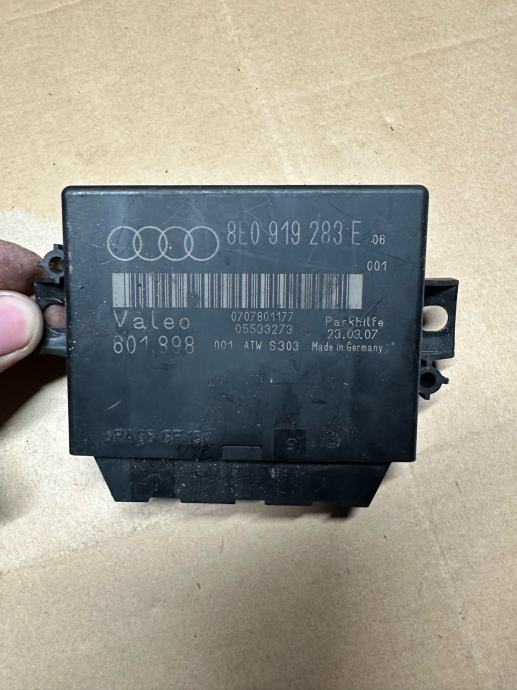 8E0 919 283 E 06
001
Valeo 0707801177 Parkhilfe
05533273 23.03.07
601.898 001 ATW S303 Made in Germany